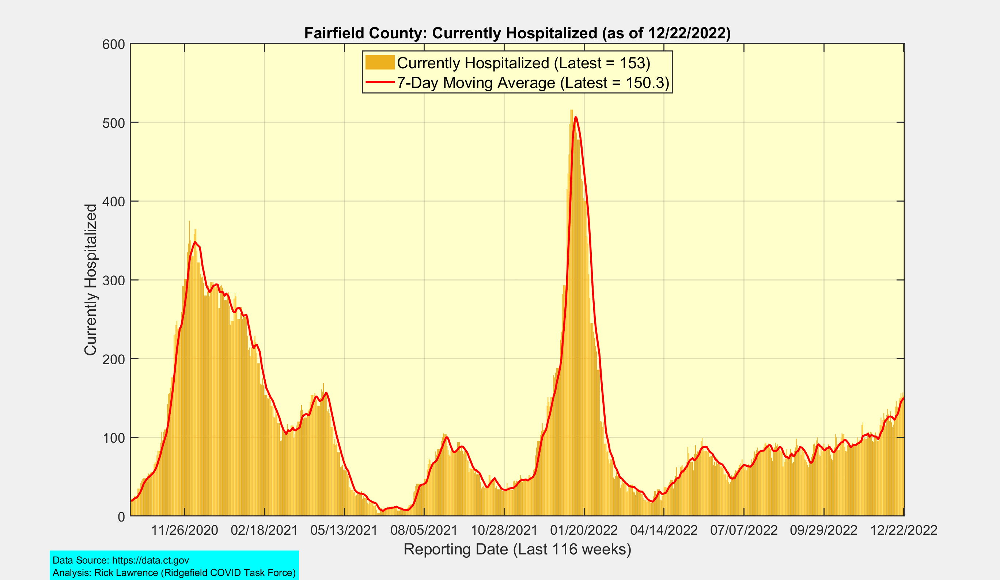 Fairfield County: Currently Hospitalized (as of 12/22/2022)
Currently Hospitalized (Latest = 153)
7-Day Moving Average (Latest = 150.3)
Currently Hospitalized
600
500
400
300
200
100
0
11/26/2020 02/18/2021 05/13/2021 08/05/2021 10/28/2021 01/20/2022 04/14/2022 07/07/2022 09/29/2022 12/22/2022
Reporting Date (Last 116 weeks)
Data Source: https://data.ct.gov
Analysis: Rick Lawrence (Ridgefield COVID Task Force)